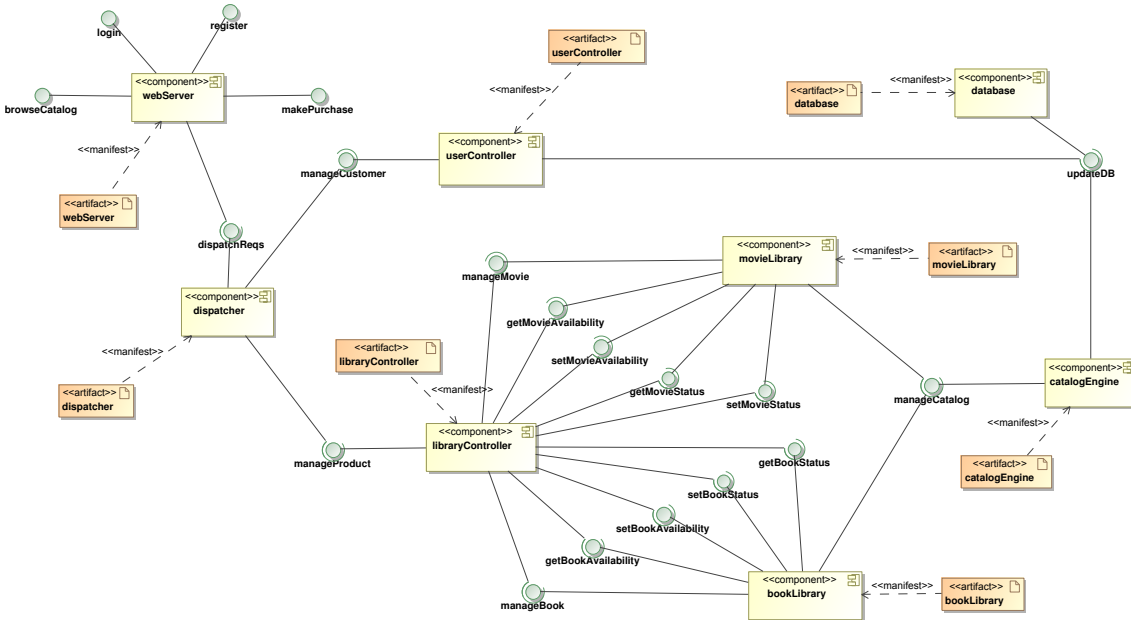 login
register
<<component>>
webServer
browseCatalog
makePurchase
<<manifest>>
<<artifact>>
webServer
<<artifact>>
userController
<<manifest>>
<<component>>
userController
manageCustomer
<<artifact>>
database
<<manifest>>
<<component>>
database
updateDB
dispatchReqs
<<component>>
dispatcher
<<manifest>>
<<artifact>>
dispatcher
manageProduct
<<artifact>>
libraryController
<<manifest>>
<<component>>
libraryController
manageMovie
getMovieAvailability
setMovieAvailability
getMovieStatus
setMovieStatus
<<component>>
movieLibrary
<<manifest>>
<<artifact>>
movieLibrary
manageCatalog
<<component>>
catalogEngine
<<manifest>>
<<artifact>>
catalogEngine
getBookStatus
setBookStatus
setBookAvailability
getBookAvailability
manageBook
<<component>>
bookLibrary
<<manifest>>
<<artifact>>
bookLibrary